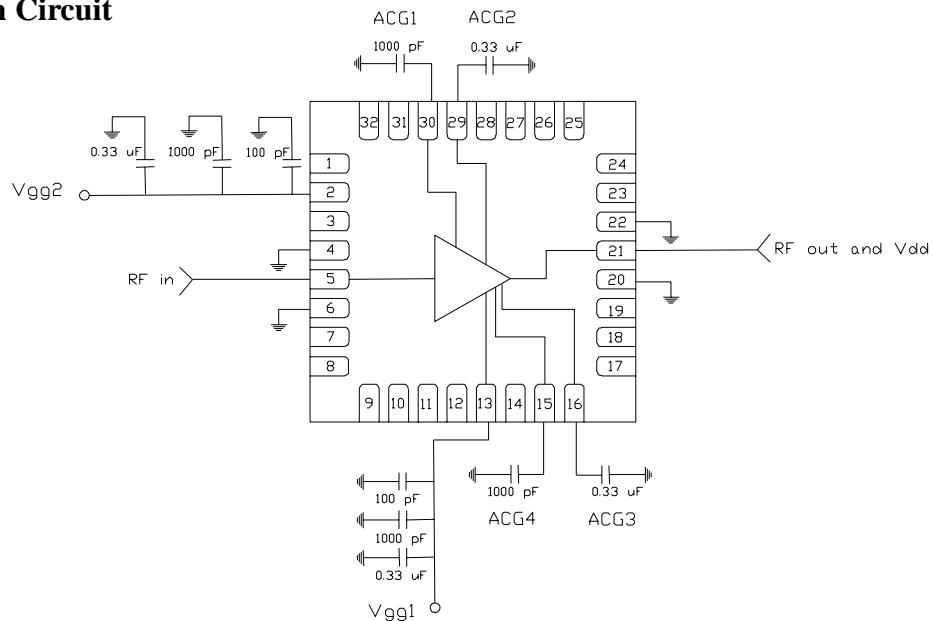 n Circuit
ACG1 ACG2
1000 pF 0.33 uF
32 31 30 29 28 27 26 25
0.33 uF 1000 pF 100 pF
1 24
Vgg2 2 23
3 22
4 21 RF out and Vdd
RF in 5 20
6 19
7 18
8 17
9 10 11 12 13 14 15 16
100 pF 1000 pF 0.33 uF
ACG4 ACG3
1000 pF
0.33 uF
Vgg1